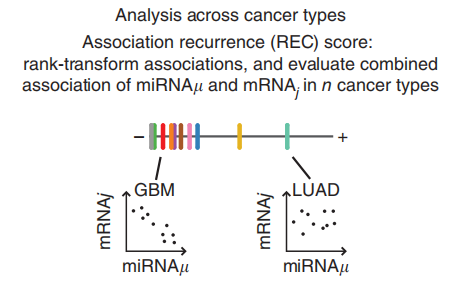 Analysis across cancer types
Association recurrence (REC) score:
rank-transform associations, and evaluate combined
association of miRNAμ and mRNAj in n cancer types
− +
GBM LUAD
mRNAj mRNAj
miRNAμ miRNAμ